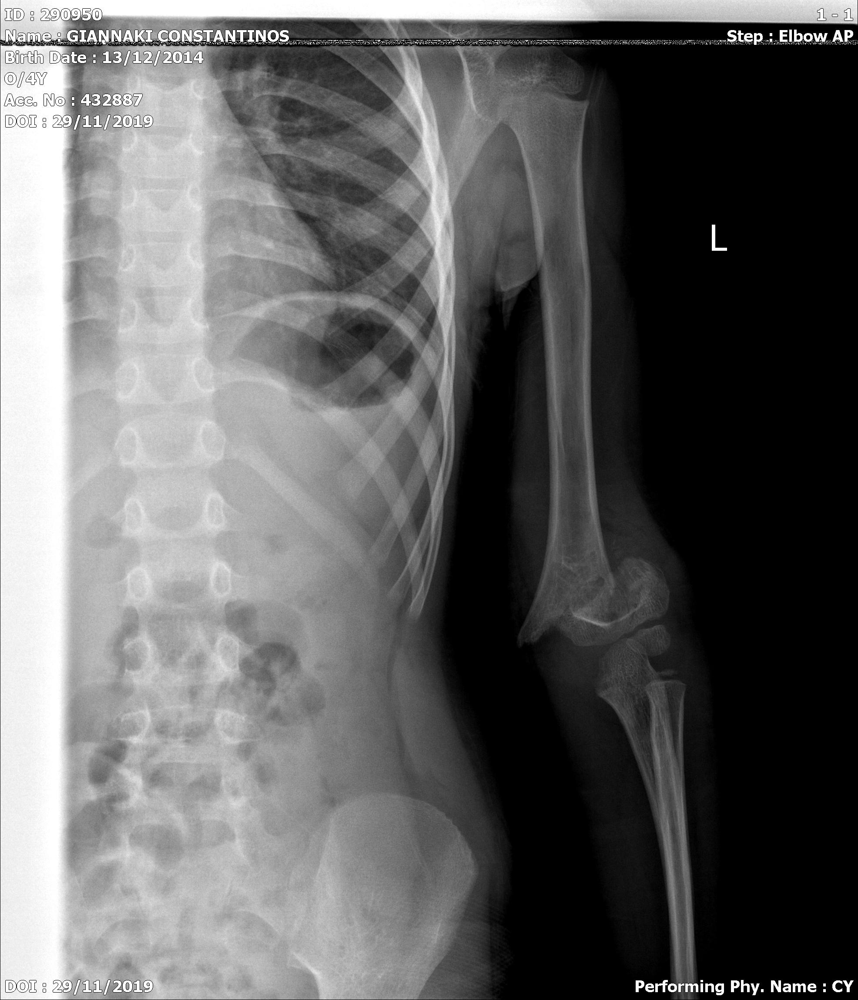 ID : 290950
1 - 1
Name : GIANNAKI CONSTANTINOS
Step : Elbow AP
Birth Date : 13/12/2014
O/4Y
Acc. No : 432887
DOI : 29/11/2019
L
DOI : 29/11/2019
Performing Phy. Name : CY